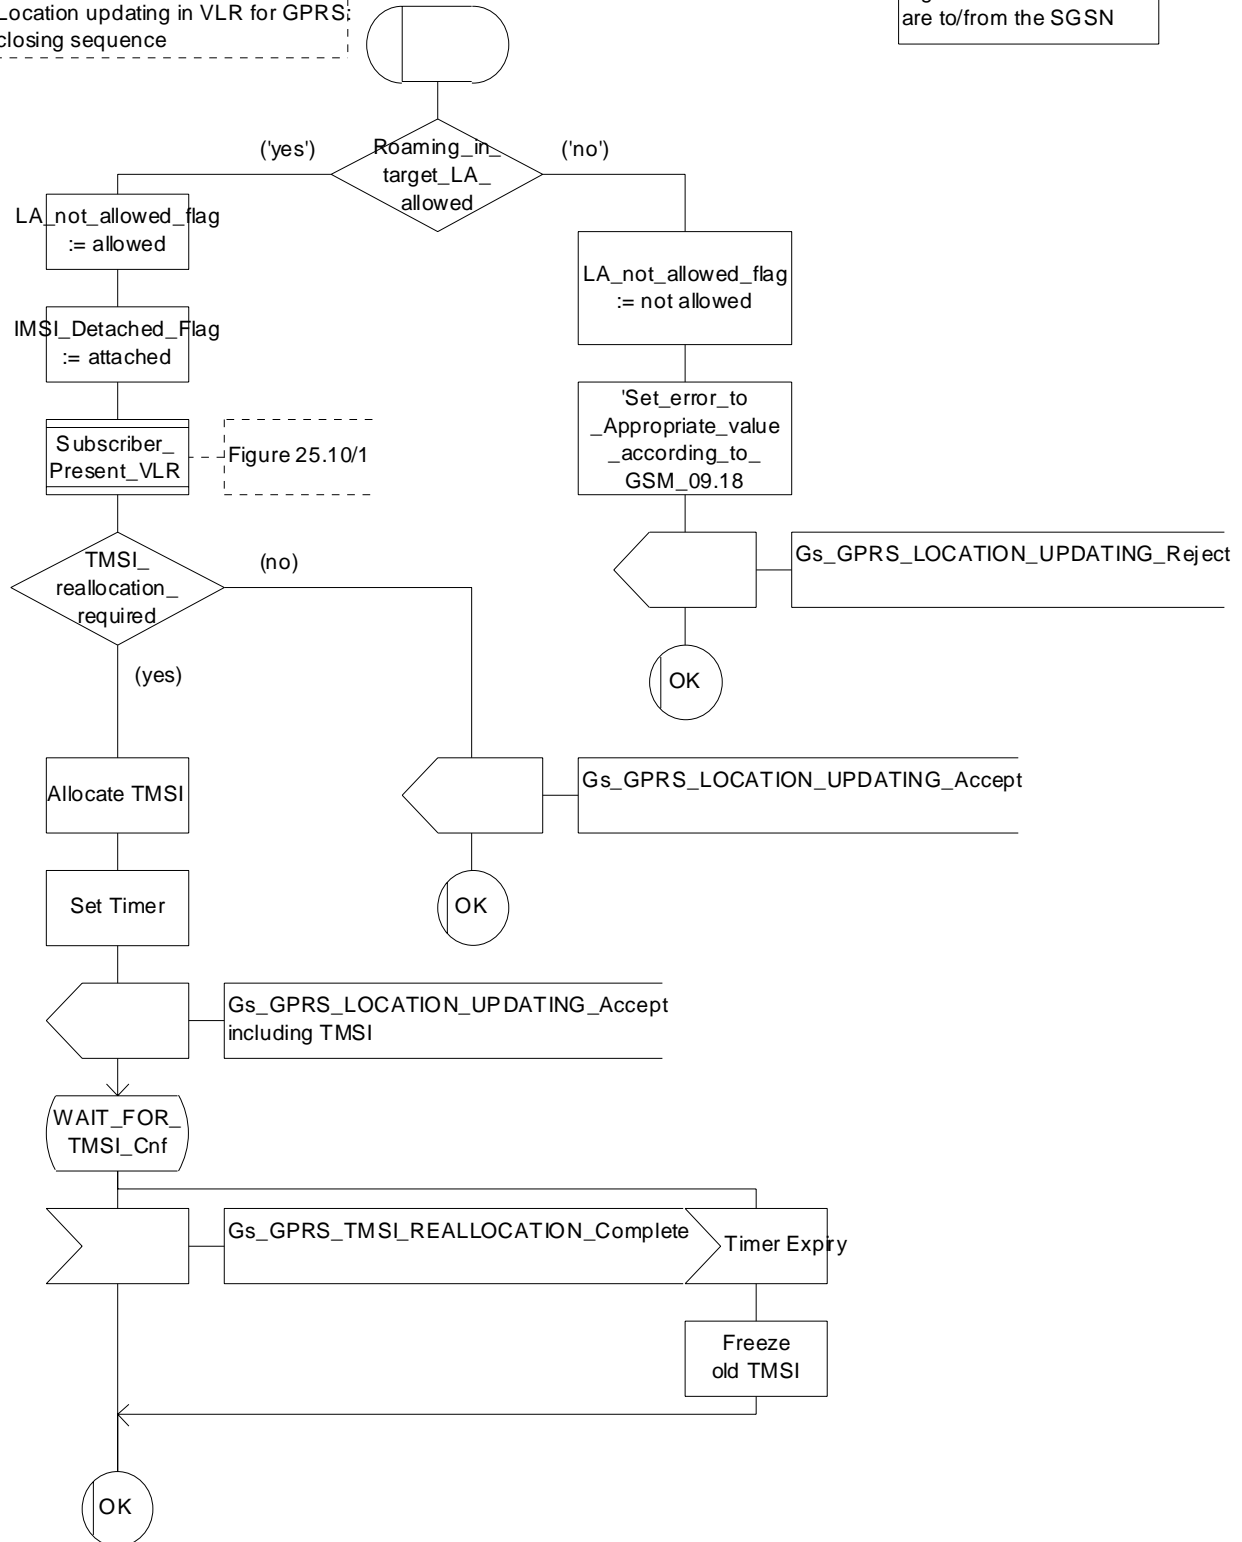 Location updating in VLR for GPRS:
closing sequence
are to/from the SGSN
('yes')
Roaming_in_
target_LA_
allowed
('no')
LA_not_allowed_flag
:= allowed
LA_not_allowed_flag
:= not allowed
IMSI_Detached_Flag
:= attached
'Set_error_to
_Appropriate_value
_according_to_
GSM_09.18
Subscriber_
Present_VLR
Figure 25.10/1
TMSI_
reallocation_
required
(no)
Gs_GPRS_LOCATION_UPDATING_Reject
(yes)
OK
Allocate TMSI
Gs_GPRS_LOCATION_UPDATING_Accept
Set Timer
OK
Gs_GPRS_LOCATION_UPDATING_Accept
including TMSI
WAIT_FOR_
TMSI_Cnf
Gs_GPRS_TMSI_REALLOCATION_Complete
Timer Expiry
Freeze
old TMSI
OK